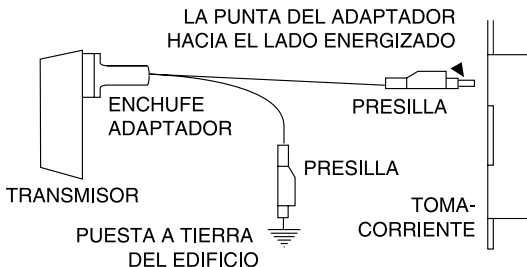 LA PUNTA DEL ADAPTADOR
HACIA EL LADO ENERGIZADO
ENCHUFE
ADAPTADOR
PRESILLA
PRESILLA
TRANSMISOR
TOMA-
CORRIENTE
PUESTA A TIERRA
DEL EDIFICIO